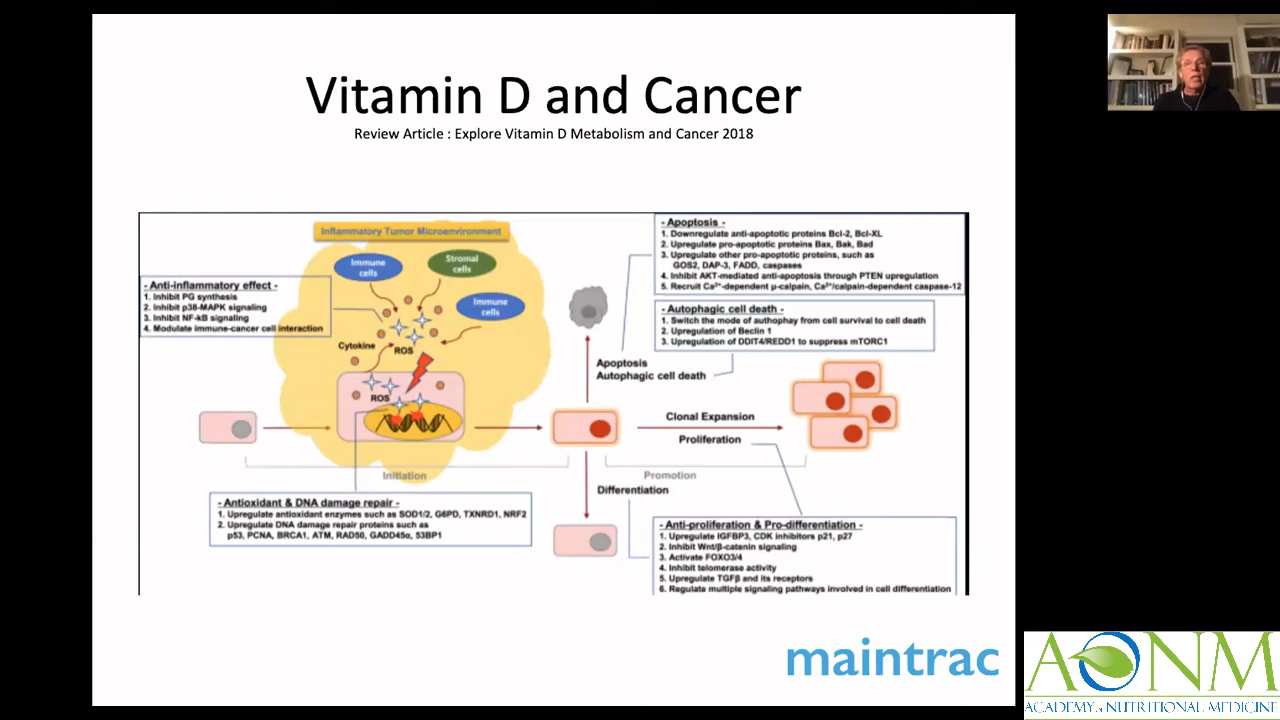 Vitamin D and Cancer
Review Article : Explore Vitamin D Metabolism and Cancer 2018
Inflammatory Tumor Microenvironment
Immune
cells
Stromal
cells
Immune
cells
- Anti-inflammatory effect -
1. Inhibit PG synthesis
2. Inhibit p38-MAPK signaling
3. Inhibit NF-kB signaling
4. Modulate immune-cancer cell interaction
Cytokine
ROS
ROS
- Apoptosis -
1. Downregulate anti-apoptotic proteins Bcl-2, Bcl-XL
2. Upregulate pro-apoptotic proteins Bax, Bak, Bad
3. Upregulate other pro-apoptotic proteins, such as
GOS2, DAP-3, FADD, caspases
4. Inhibit AKT-mediated anti-apoptosis through PTEN upregulation
5. Recruit Ca²⁺-dependent μ-calpain, Ca²⁺/calpain-dependent caspase-12
- Autophagic cell death -
1. Switch the mode of authophay from cell survival to cell death
2. Upregulation of Beclin 1
3. Upregulation of DDIT4/REDD1 to suppress mTORC1
Apoptosis
Autophagic cell death
Clonal Expansion
Proliferation
Initiation
Promotion
Differentiation
- Antioxidant & DNA damage repair -
1. Upregulate antioxidant enzymes such as SOD1/2, G6PD, TXNRD1, NRF2
2. Upregulate DNA damage repair proteins such as
p53, PCNA, BRCA1, ATM, RAD50, GADD45α, 53BP1
- Anti-proliferation & Pro-differentiation -
1. Upregulate IGFBP3, CDK inhibitors p21, p27
2. Inhibit Wnt/β-catenin signaling
3. Activate FOXO3/4
4. Inhibit telomerase activity
5. Upregulate TGFβ and its receptors
6. Regulate multiple signaling pathways involved in cell differentiation
maintrac
AONM
ACADEMY of NUTRITIONAL MEDICINE